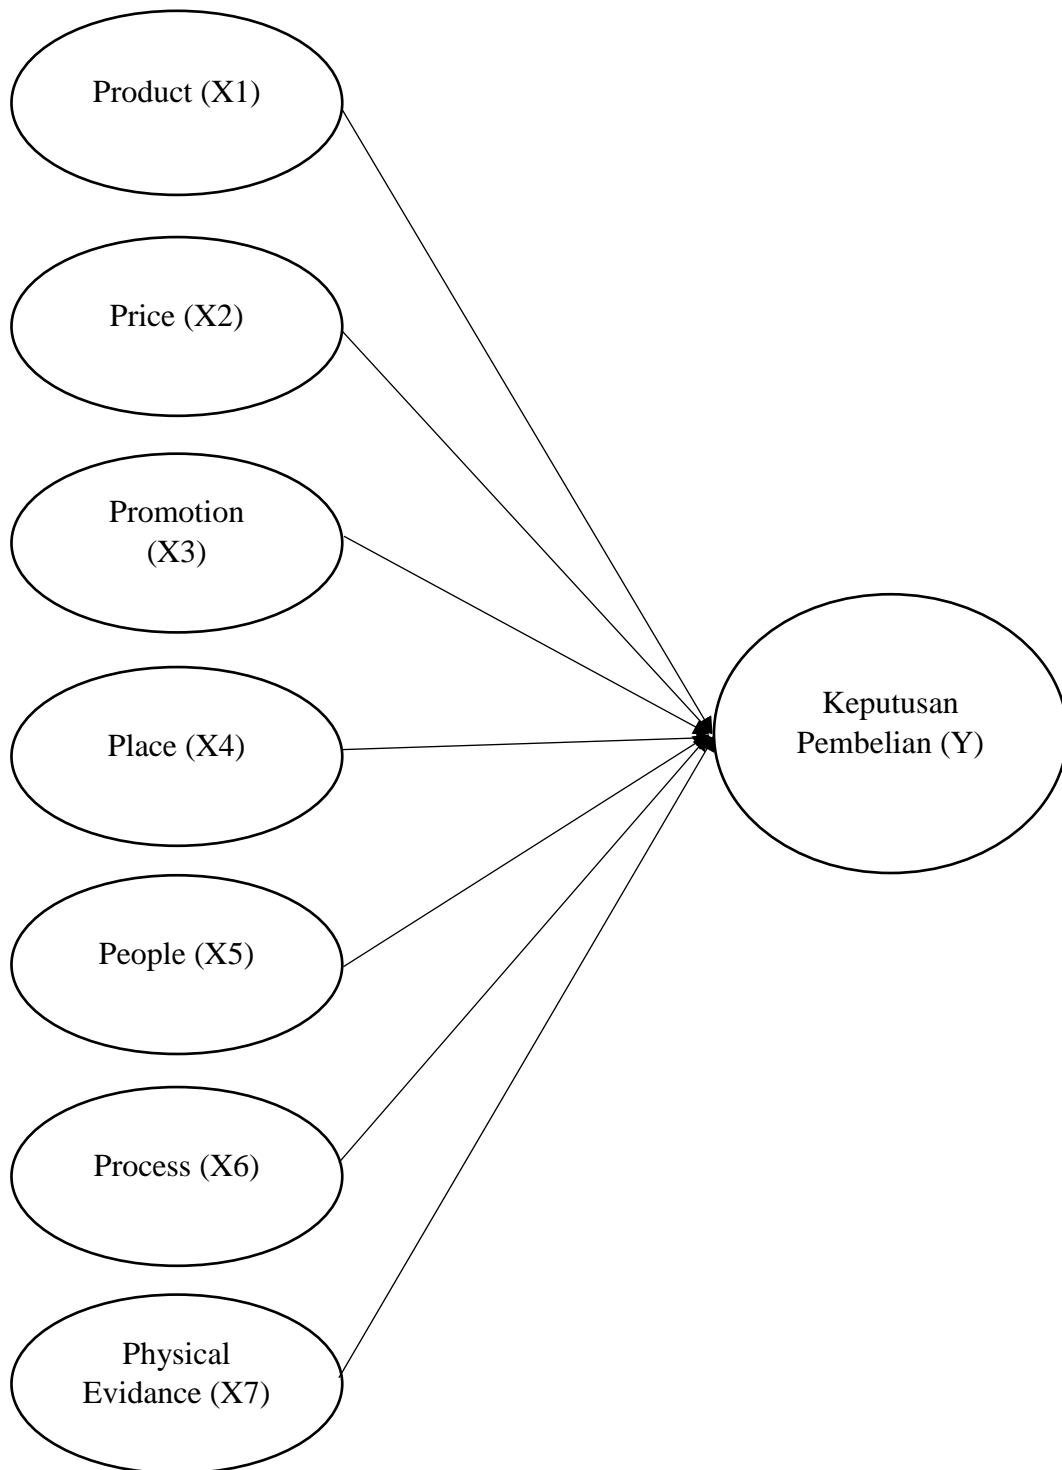 Product (X1)
Price (X2)
Promotion
(X3)
Place (X4)
People (X5)
Process (X6)
Physical
Evidance (X7)
Keputusan
Pembelian (Y)